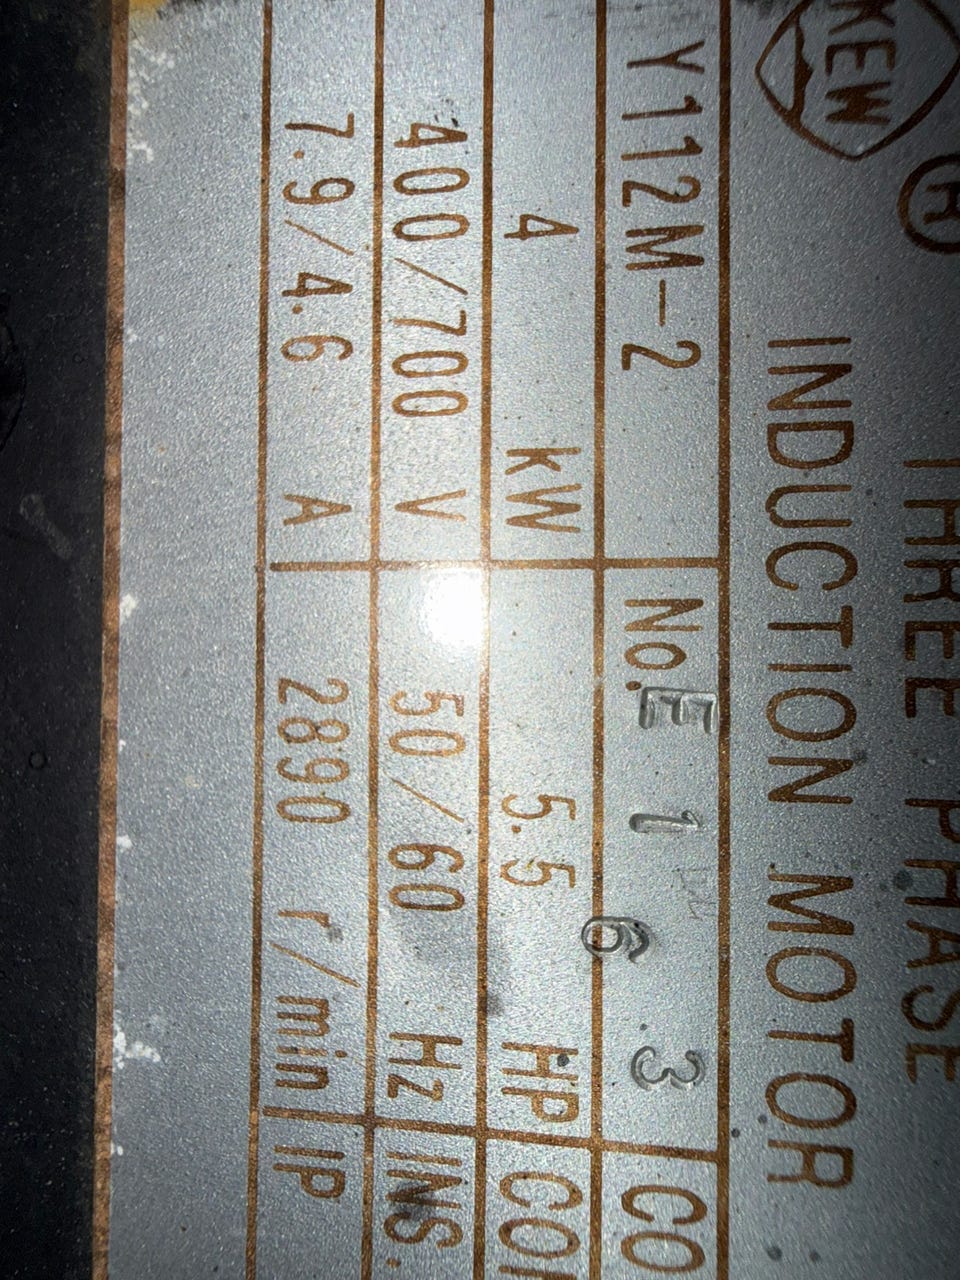 KEW
®
THREE PHASE
INDUCTION MOTOR
Y112M-2 No. E 1 6 3 CO
4 kW 5.5 HP CO
400/700 V 50/60 Hz INS.
7.9/4.6 A 2890 r/min IP